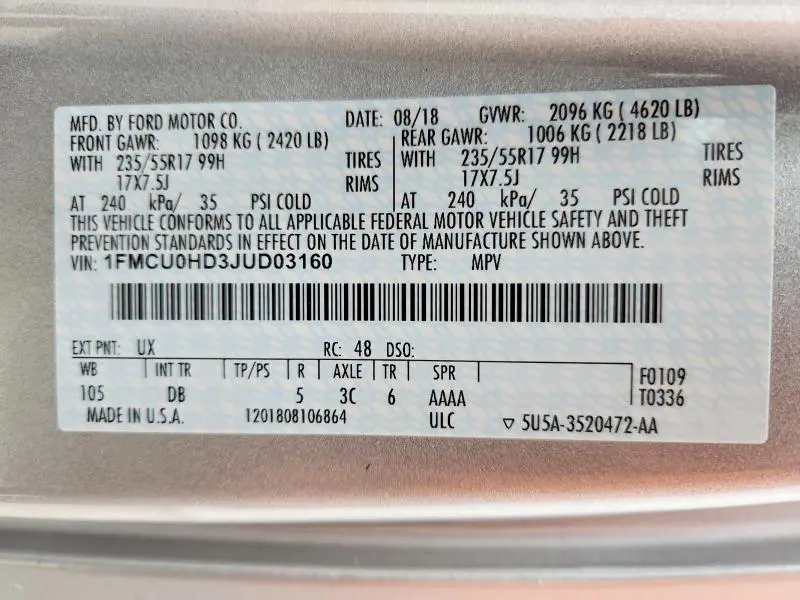 MFD. BY FORD MOTOR CO. DATE: 08/18 GVWR: 2096 KG ( 4620 LB)
FRONT GAWR: 1098 KG ( 2420 LB) REAR GAWR: 1006 KG ( 2218 LB)
WITH 235/55R17 99H TIRES WITH 235/55R17 99H TIRES
17X7.5J RIMS 17X7.5J RIMS
AT 240 kPa/ 35 PSI COLD AT 240 kPa/ 35 PSI COLD
THIS VEHICLE CONFORMS TO ALL APPLICABLE FEDERAL MOTOR VEHICLE SAFETY AND THEFT
PREVENTION STANDARDS IN EFFECT ON THE DATE OF MANUFACTURE SHOWN ABOVE.
VIN: 1FMCU0HD3JUD03160 TYPE: MPV
EXT PNT: UX RC: 48 DSO:
WB INT TR TP/PS R AXLE TR SPR F0109
105 DB 5 3C 6 AAAA T0336
MADE IN U.S.A. 1201808106864 ULC ▽ 5U5A-3520472-AA